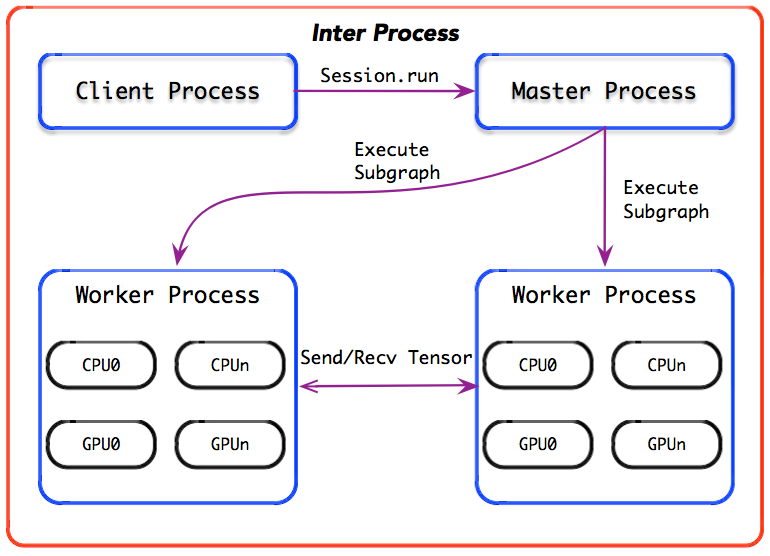 Inter Process
Client Process
Session.run
Master Process
Execute
Subgraph
Execute
Subgraph
Worker Process
CPU0
CPUn
GPU0
GPUn
Send/Recv Tensor
Worker Process
CPU0
CPUn
GPU0
GPUn